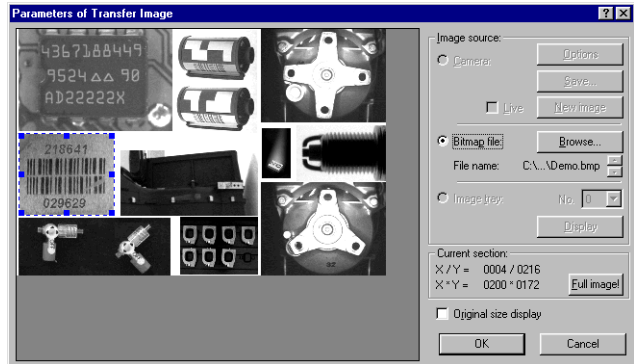 Parameters of Transfer Image
4367188449
9524 ΔΔ 90
AD22222X
218641
029629
Image source:
Camera:
Options
Save...
Live
New image
Bitmap file:
Browse...
File name: C:\...\Demo.bmp
Image tray:
No. 0
Display
Current section:
X / Y = 0004 / 0216
X * Y = 0200 * 0172
Full image!
Original size display
OK
Cancel